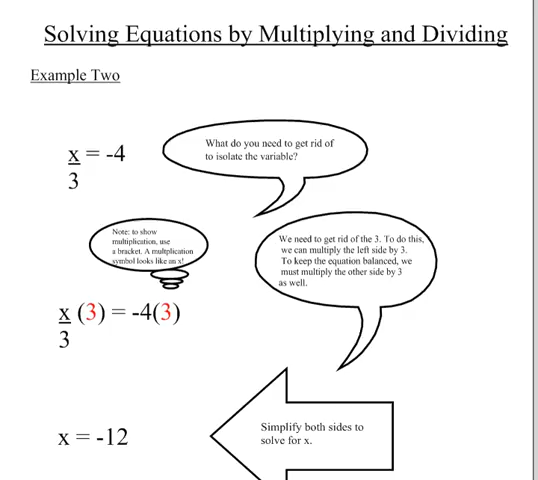 Solving Equations by Multiplying and Dividing
Example Two
What do you need to get rid of
to isolate the variable?
x = -4
3
Note: to show
multiplication, use
a bracket. A multplication
symbol looks like an x!
We need to get rid of the 3. To do this,
we can multiply the left side by 3.
To keep the equation balanced, we
must multiply the other side by 3
as well.
x (3) = -4(3)
3
Simplify both sides to
solve for x.
x = -12